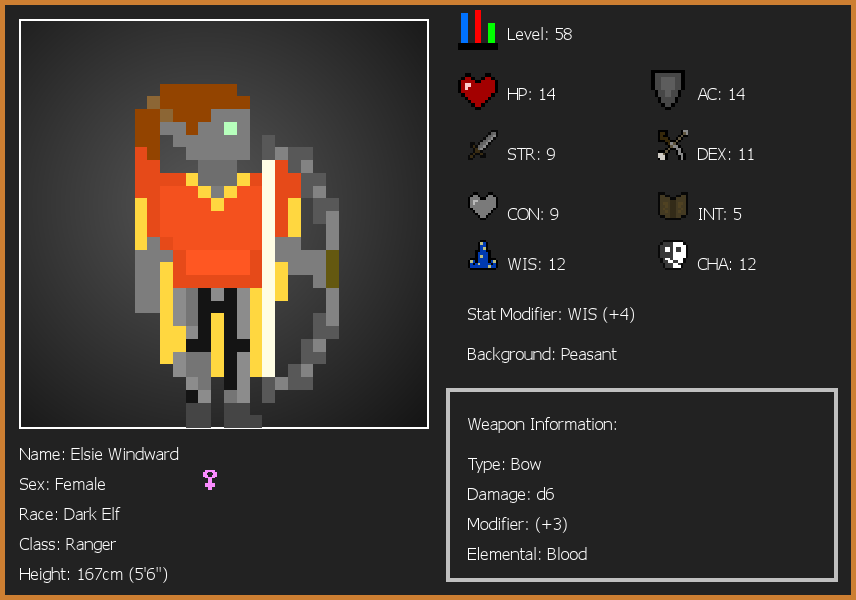 Level: 58
HP: 14
AC: 14
STR: 9
DEX: 11
CON: 9
INT: 5
WIS: 12
CHA: 12
Stat Modifier: WIS (+4)
Background: Peasant
Weapon Information:
Type: Bow
Damage: d6
Modifier: (+3)
Elemental: Blood
Name: Elsie Windward
Sex: Female
Race: Dark Elf
Class: Ranger
Height: 167cm (5'6")